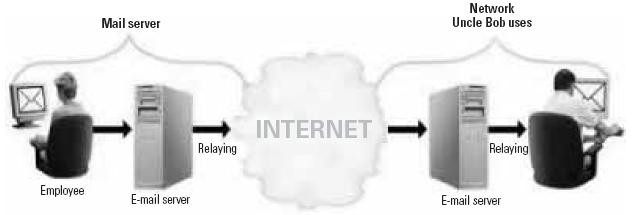 Mail server
Network
Uncle Bob uses
INTERNET
Relaying
Relaying
Employee
E-mail server
E-mail server